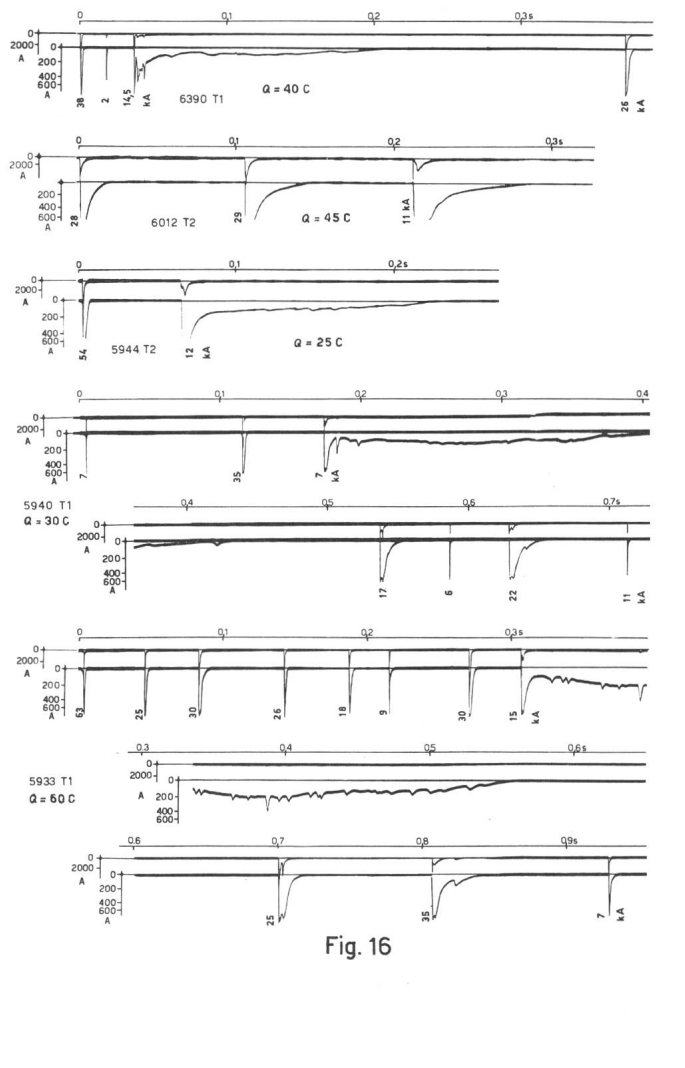 0 0,1 0,2 0,3s
0
2000
A
0
200
400
600
A
38 2 14,5 kA 26 kA
6390 T1 Q = 40 C
0 0,1 0,2 0,3s
0
2000
A
200
400
600
A
28 29 11 kA
6012 T2 Q = 45 C
0 0,1 0,2s
0
2000
A
0
200
400
600
A
54 12 kA
5944 T2 Q = 25 C
0 0,1 0,2 0,3 0,4
0
2000
A
0
200
400
600
A
7 35 7 kA
5940 T1
Q = 30 C
0,4 0,5 0,6 0,7s
0
2000
A
0
200
400
600
A
17 6 22 11 kA
0 0,1 0,2 0,3s
0
2000
A
0
200
400
600
A
63 25 30 26 18 9 30 15 kA
5933 T1
Q = 60 C
0,3 0,4 0,5 0,6s
0
2000
A
0
200
400
600
A
0,6 0,7 0,8 0,9s
0
2000
A
0
200
400
600
A
25 35 7 kA
Fig. 16